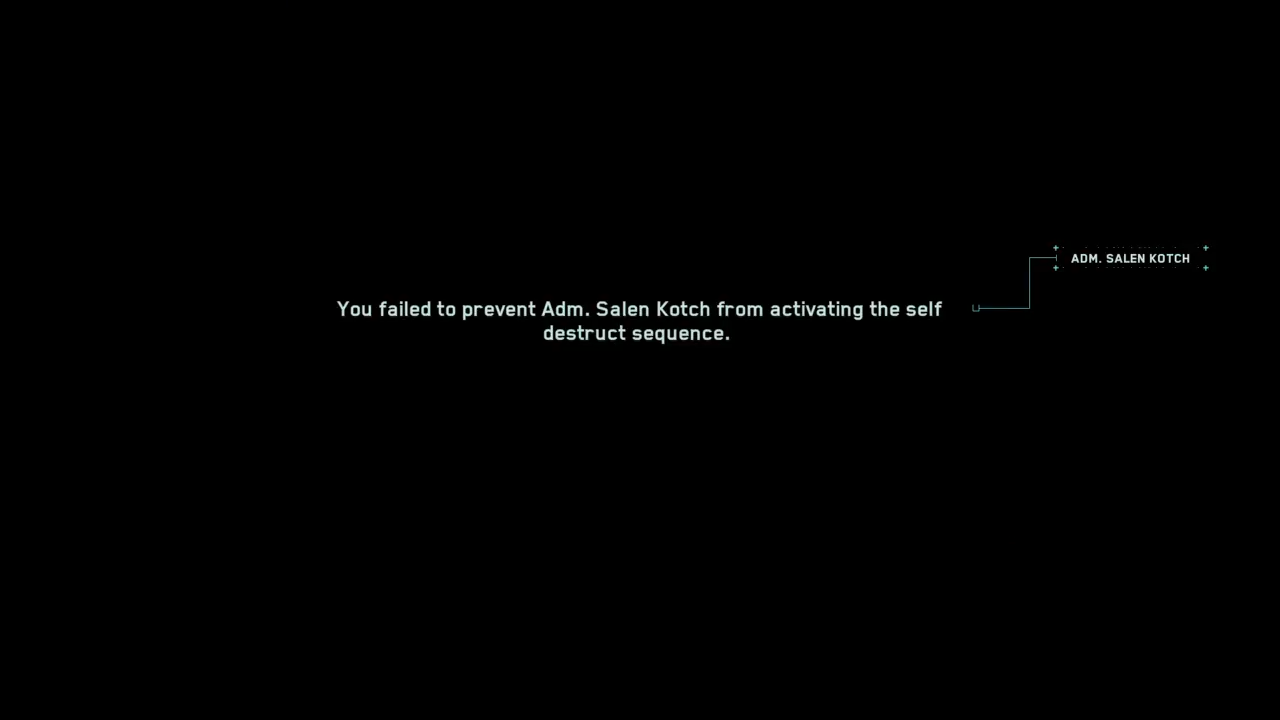 ADM. SALEN KOTCH
You failed to prevent Adm. Salen Kotch from activating the self
destruct sequence.